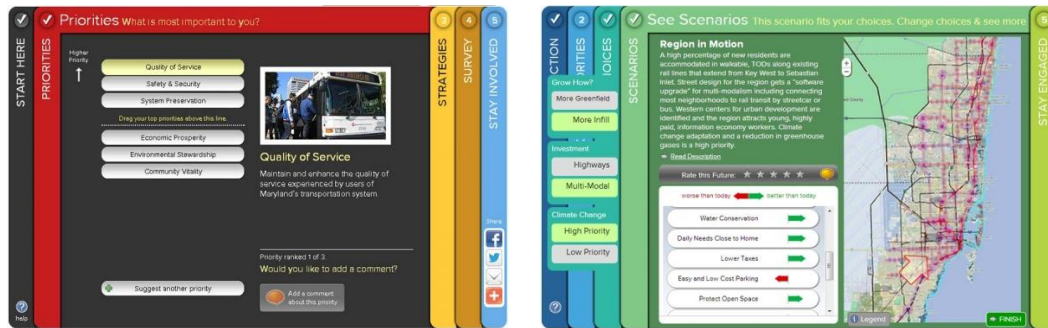 START HERE
PRIORITIES
Priorities What is most important to you?
Higher
Priority
Quality of Service
Safety & Security
System Preservation
Drag your top priorities above this line.
Economic Prosperity
Environmental Stewardship
Community Vitality
Suggest another priority
Quality of Service
Maintain and enhance the quality of
service experienced by users of
Maryland's transportation system.
Priority ranked 1 of 3.
Would you like to add a comment?
Add a comment
about this priority
help
3
STRATEGIES
4
SURVEY
5
STAY INVOLVED
Share
CTION
RITIES
IOICES
SCENARIOS
See Scenarios This scenario fits your choices. Change choices & see more
Grow How?
More Greenfield
More Infill
Investment
Highways
Multi-Modal
Climate Change
High Priority
Low Priority
Region in Motion
A high percentage of new residents are
accommodated in walkable, TODs along existing
rail lines that extend from Key West to Sebastian
Inlet. Street design for the region gets a "software
upgrade" for multi-modalism including connecting
most neighborhoods to rail transit by streetcar or
bus. Western centers for urban development are
identified and the region attracts young, highly
paid, information economy workers. Climate
change adaptation and a reduction in greenhouse
gases is a high priority.
Read Description
Rate this Future:
worse than today better than today
Water Conservation
Daily Needs Close to Home
Lower Taxes
Easy and Low Cost Parking
Protect Open Space
Legend
FINISH
5
STAY ENGAGED